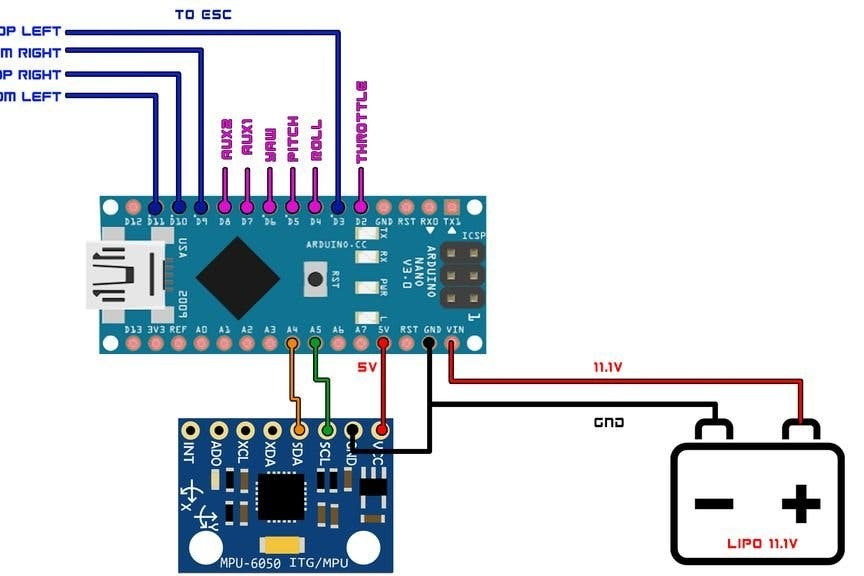 TO ESC
OP LEFT
M RIGHT
OP RIGHT
OM LEFT
AUX2
AUX1
YAW
PITCH
ROLL
THROTTLE
D12 D11 D10 D9 D8 D7 D6 D5 D4 D3 D2 GND RST RX0 TX1
USA
2009
ARDUINO.CC
RST
TX
RX
PWR
L
ARDUINO
NANO
V3.0
ICSP
1
D13 3V3 REF A0 A1 A2 A3 A4 A5 A6 A7 5V RST GND VIN
5V
11.1V
GND
INT
ADO
XCL
XDA
SDA
SCL
GND
VCC
X
Y
MPU-6050 ITG/MPU
LIPO 11.1V